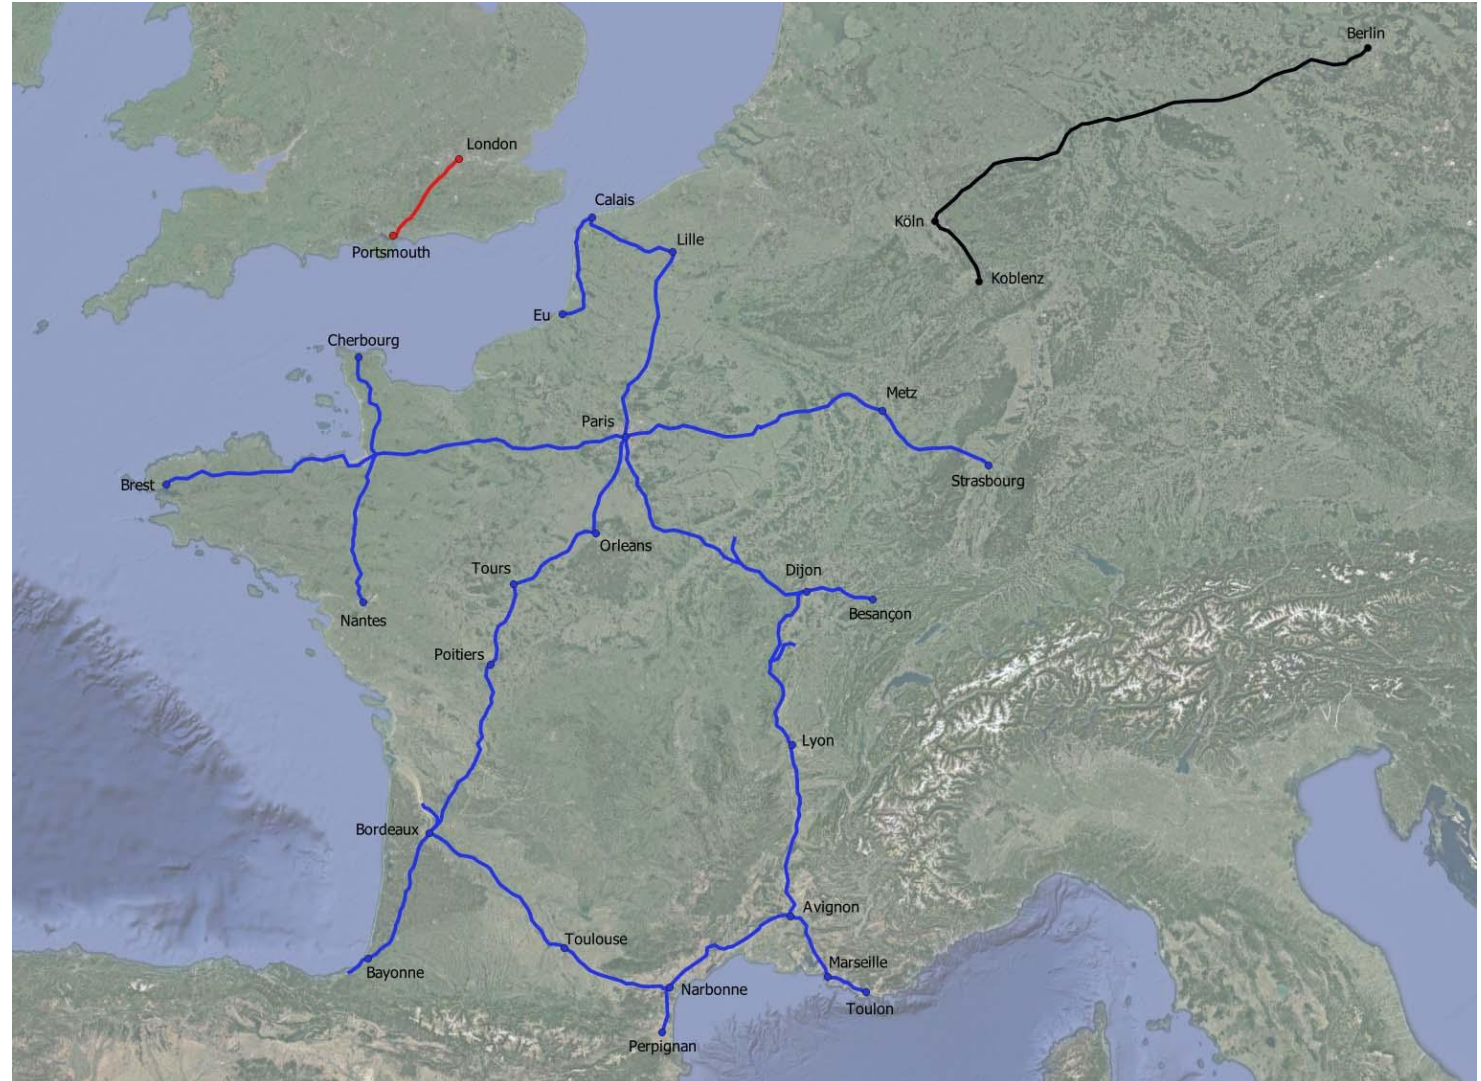 Berlin
London
Calais
Köln
Lille
Portsmouth
Koblenz
Eu
Cherbourg
Metz
Paris
Strasbourg
Brest
Orleans
Tours
Dijon
Besançon
Nantes
Poitiers
Lyon
Bordeaux
Avignon
Toulouse
Marseille
Bayonne
Narbonne
Toulon
Perpignan